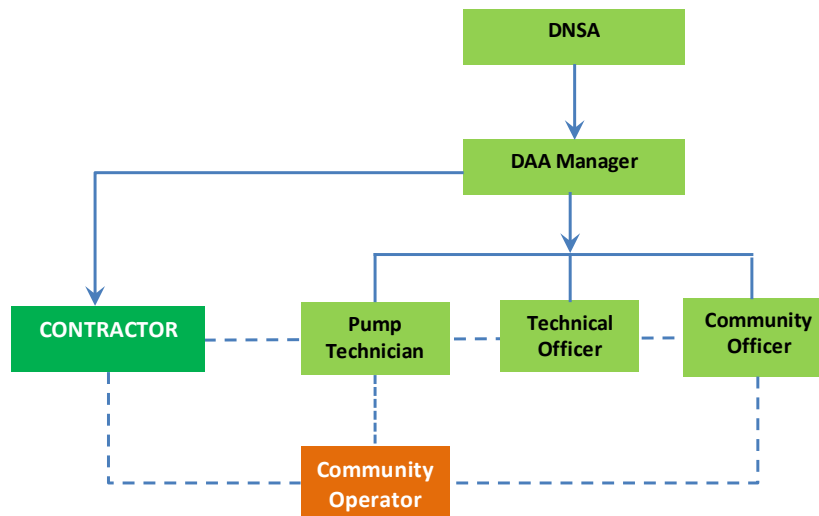 DNSA
DAA Manager
CONTRACTOR
Pump
Technician
Technical
Officer
Community
Officer
Community
Operator